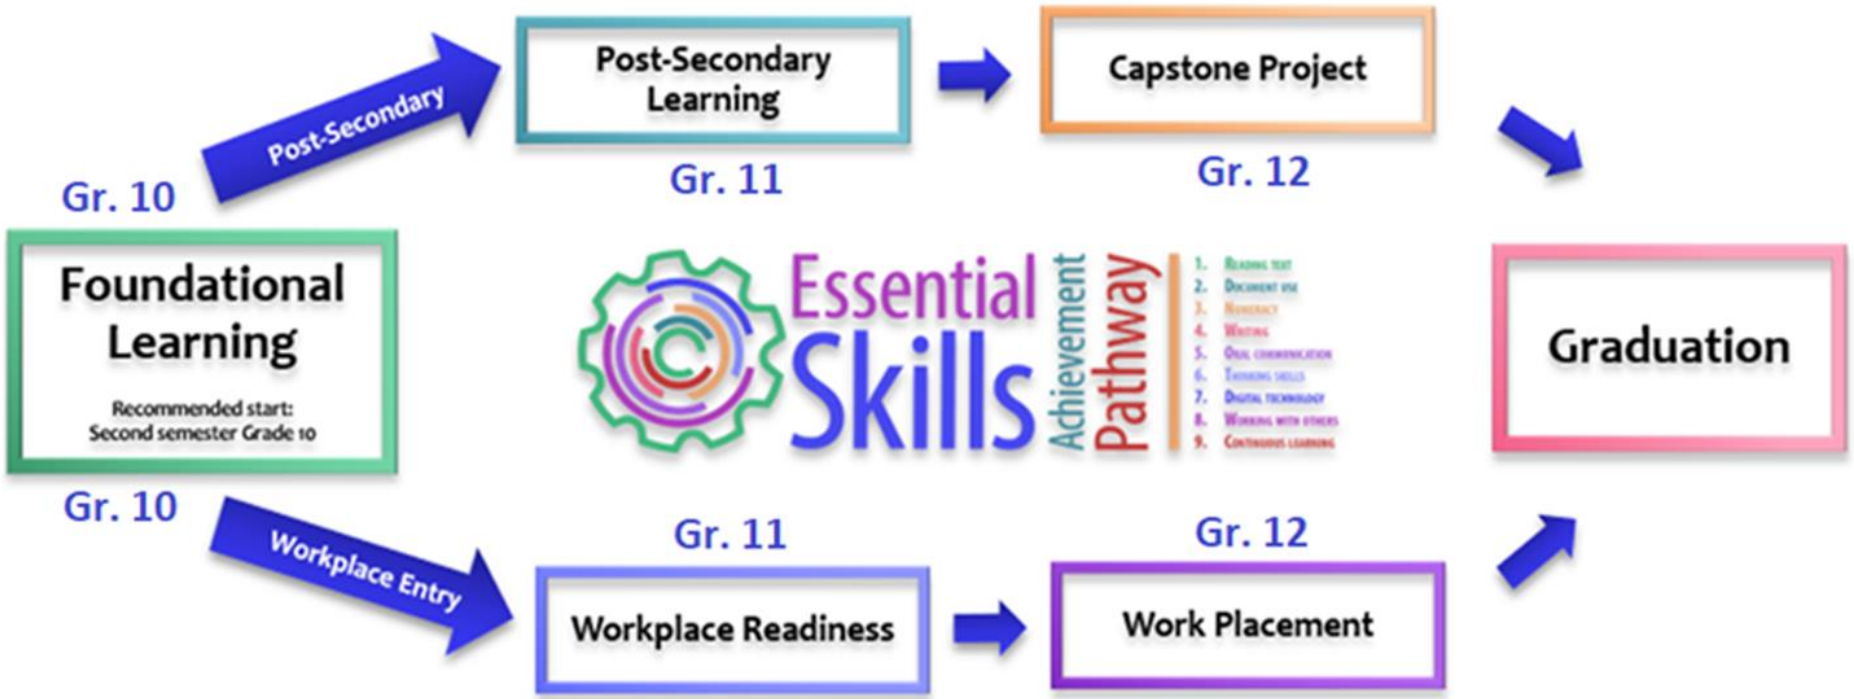 Post-Secondary
Post-Secondary
Learning
Capstone Project
Gr. 10
Gr. 11
Gr. 12
Foundational
Learning
Recommended start:
Second semester Grade 10
Essential
Skills
Achievement
Pathway
1. Reading text
2. Document use
3. Numeracy
4. Writing
5. Oral communication
6. Thinking skills
7. Digital technology
8. Working with others
9. Continuous learning
Graduation
Gr. 10
Workplace Entry
Gr. 11
Gr. 12
Workplace Readiness
Work Placement